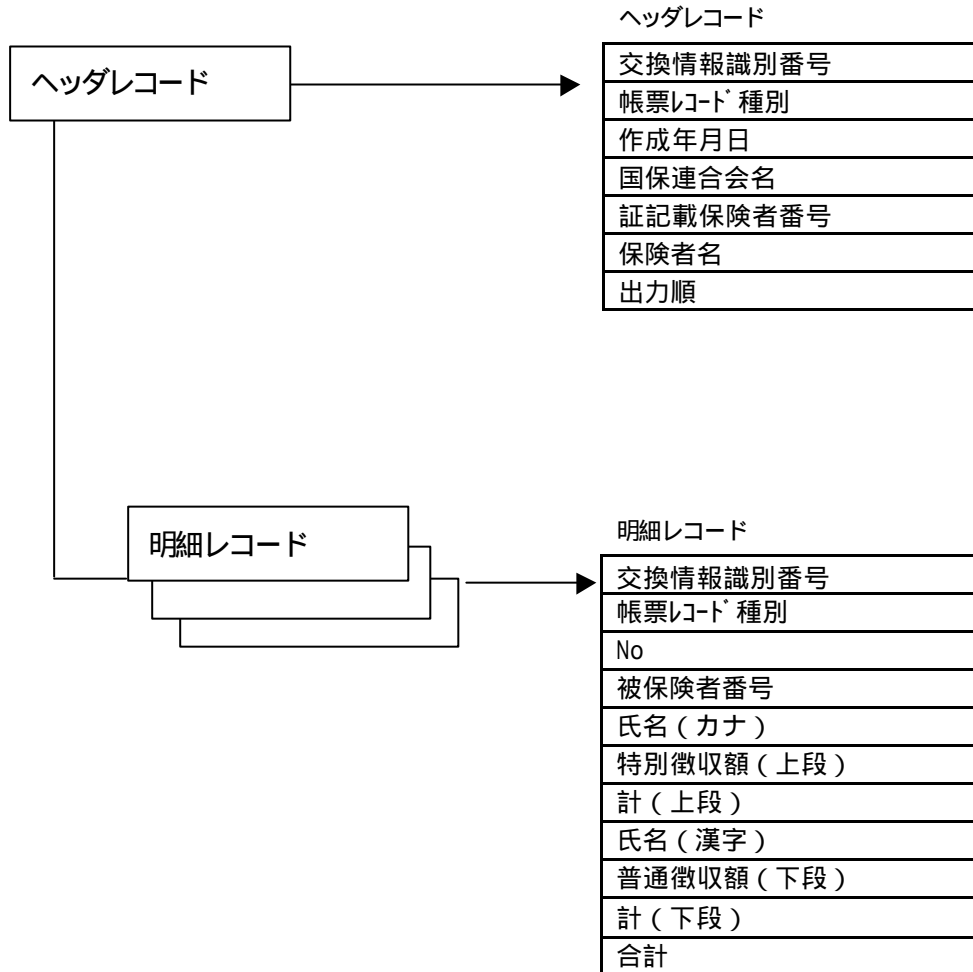 ヘッダレコード
ヘッダレコード
交換情報識別番号
帳票ﾚｺｰﾄﾞ種別
作成年月日
国保連合会名
証記載保険者番号
保険者名
出力順
明細レコード
明細レコード
交換情報識別番号
帳票ﾚｺｰﾄﾞ種別
No
被保険者番号
氏名(カナ)
特別徴収額(上段)
計(上段)
氏名(漢字)
普通徴収額(下段)
計(下段)
合計